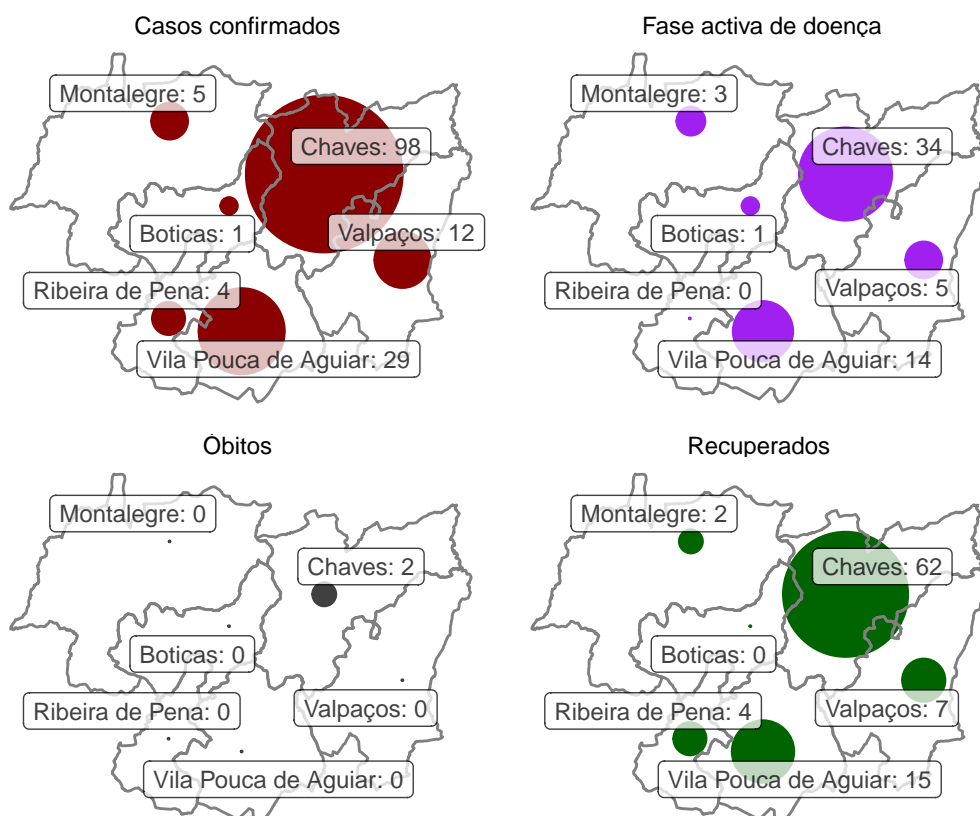 Casos confirmados
Montalegre: 5
Chaves: 98
Boticas: 1
Valpaços: 12
Ribeira de Pena: 4
Vila Pouca de Aguiar: 29
Fase activa de doença
Montalegre: 3
Chaves: 34
Boticas: 1
Ribeira de Pena: 0
Valpaços: 5
Vila Pouca de Aguiar: 14
Óbitos
Montalegre: 0
Chaves: 2
Boticas: 0
Ribeira de Pena: 0
Valpaços: 0
Vila Pouca de Aguiar: 0
Recuperados
Montalegre: 2
Chaves: 62
Boticas: 0
Ribeira de Pena: 4
Valpaços: 7
Vila Pouca de Aguiar: 15